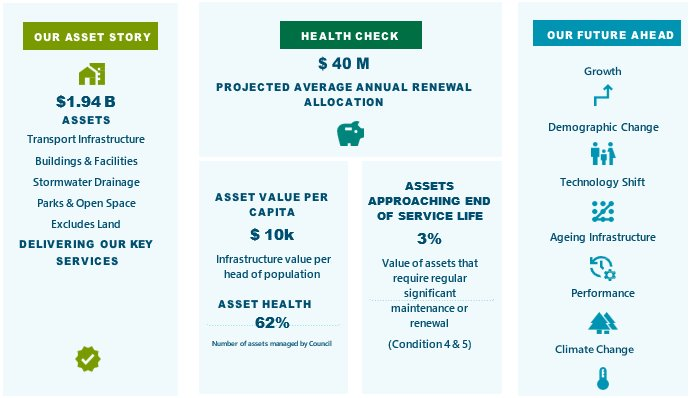 OUR ASSET STORY
$1.94 B
ASSETS
Transport Infrastructure
Buildings & Facilities
Stormwater Drainage
Parks & Open Space
Excludes Land
DELIVERING OUR KEY
SERVICES
HEALTH CHECK
$ 40 M
PROJECTED AVERAGE ANNUAL RENEWAL
ALLOCATION
ASSET VALUE PER
CAPITA
$ 10k
Infrastructure value per
head of population
ASSET HEALTH
62%
Number of assets managed by Council
ASSETS
APPROACHING END
OF SERVICE LIFE
3%
Value of assets that
require regular
significant
maintenance or
renewal
(Condition 4 & 5)
OUR FUTURE AHEAD
Growth
Demographic Change
Technology Shift
Ageing Infrastructure
Performance
Climate Change